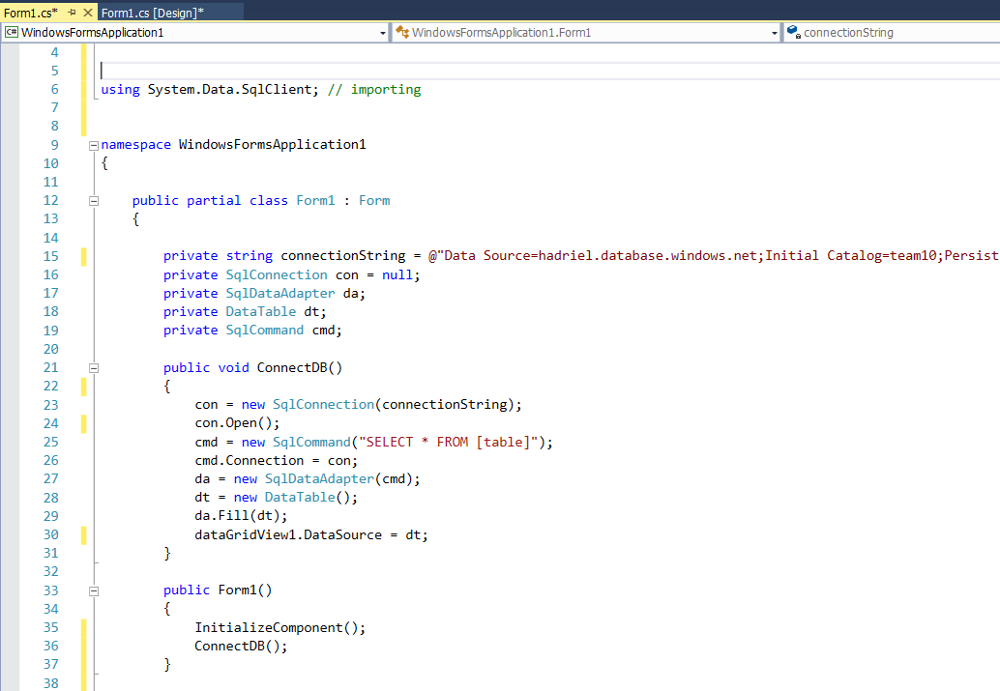 Form1.cs* Form1.cs [Design]*
C# WindowsFormsApplication1 WindowsFormsApplication1.Form1 connectionString
4
5
6 using System.Data.SqlClient; // importing
7
8
9 namespace WindowsFormsApplication1
10 {
11
12 public partial class Form1 : Form
13 {
14
15 private string connectionString = @"Data Source=hadriel.database.windows.net;Initial Catalog=team10;Persist
16 private SqlConnection con = null;
17 private SqlDataAdapter da;
18 private DataTable dt;
19 private SqlCommand cmd;
20
21 public void ConnectDB()
22 {
23 con = new SqlConnection(connectionString);
24 con.Open();
25 cmd = new SqlCommand("SELECT * FROM [table]");
26 cmd.Connection = con;
27 da = new SqlDataAdapter(cmd);
28 dt = new DataTable();
29 da.Fill(dt);
30 dataGridView1.DataSource = dt;
31 }
32
33 public Form1()
34 {
35 InitializeComponent();
36 ConnectDB();
37 }
38